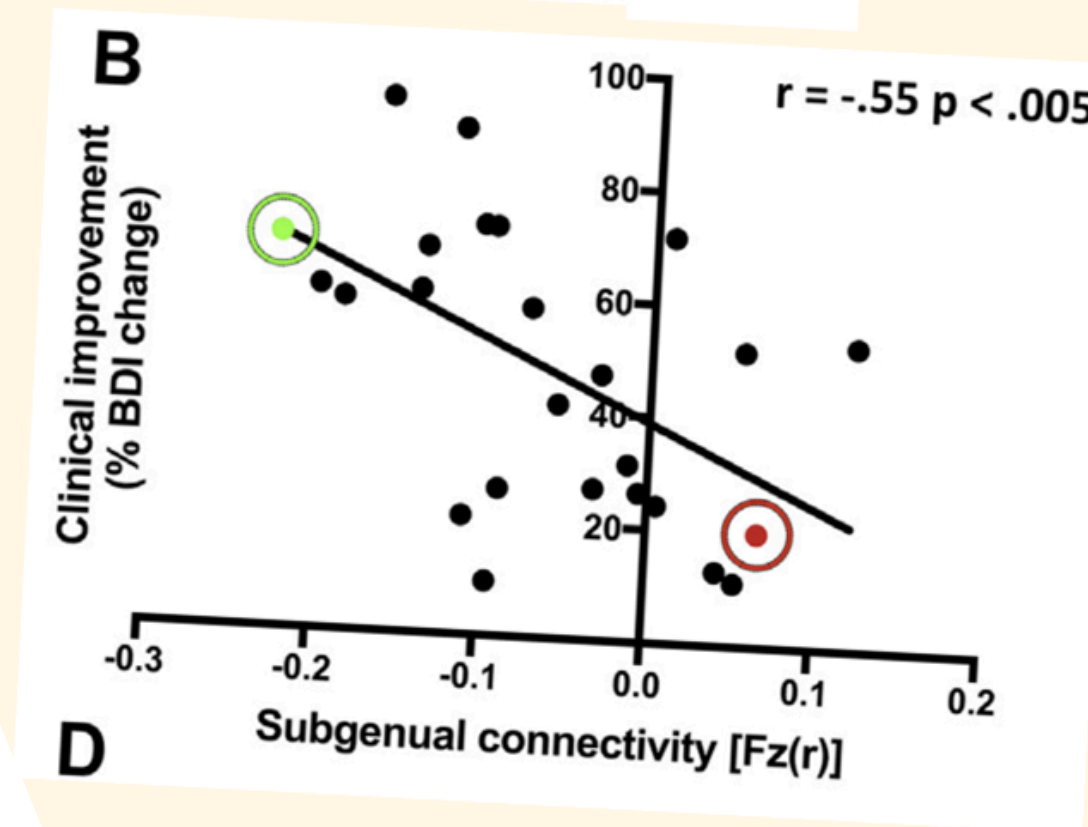 B
r = -.55 p < .005
Clinical improvement
(% BDI change)
100
80
60
40
20
-0.3 -0.2 -0.1 0.0 0.1 0.2
Subgenual connectivity [Fz(r)]
D